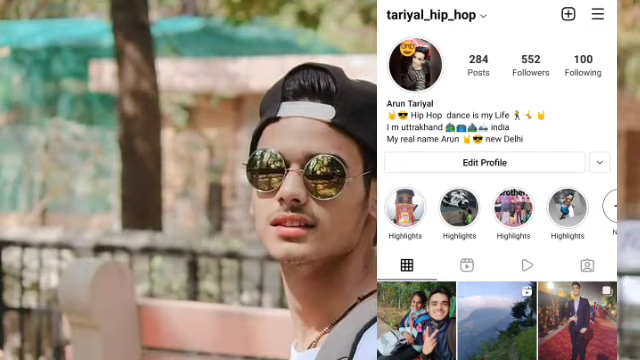 tariyal_hip_hop
284
552
100
Posts
Followers
Following
Arun Tariyal
🤘😎 Hip Hop dance is my Life 🕺🤸🤘
I m uttrakhand 🏞️🌉🏔️🛥️ india
My real name Arun 🤘😎 new Delhi
Edit Profile
Highlights
Highlights
Highlights
Highlights